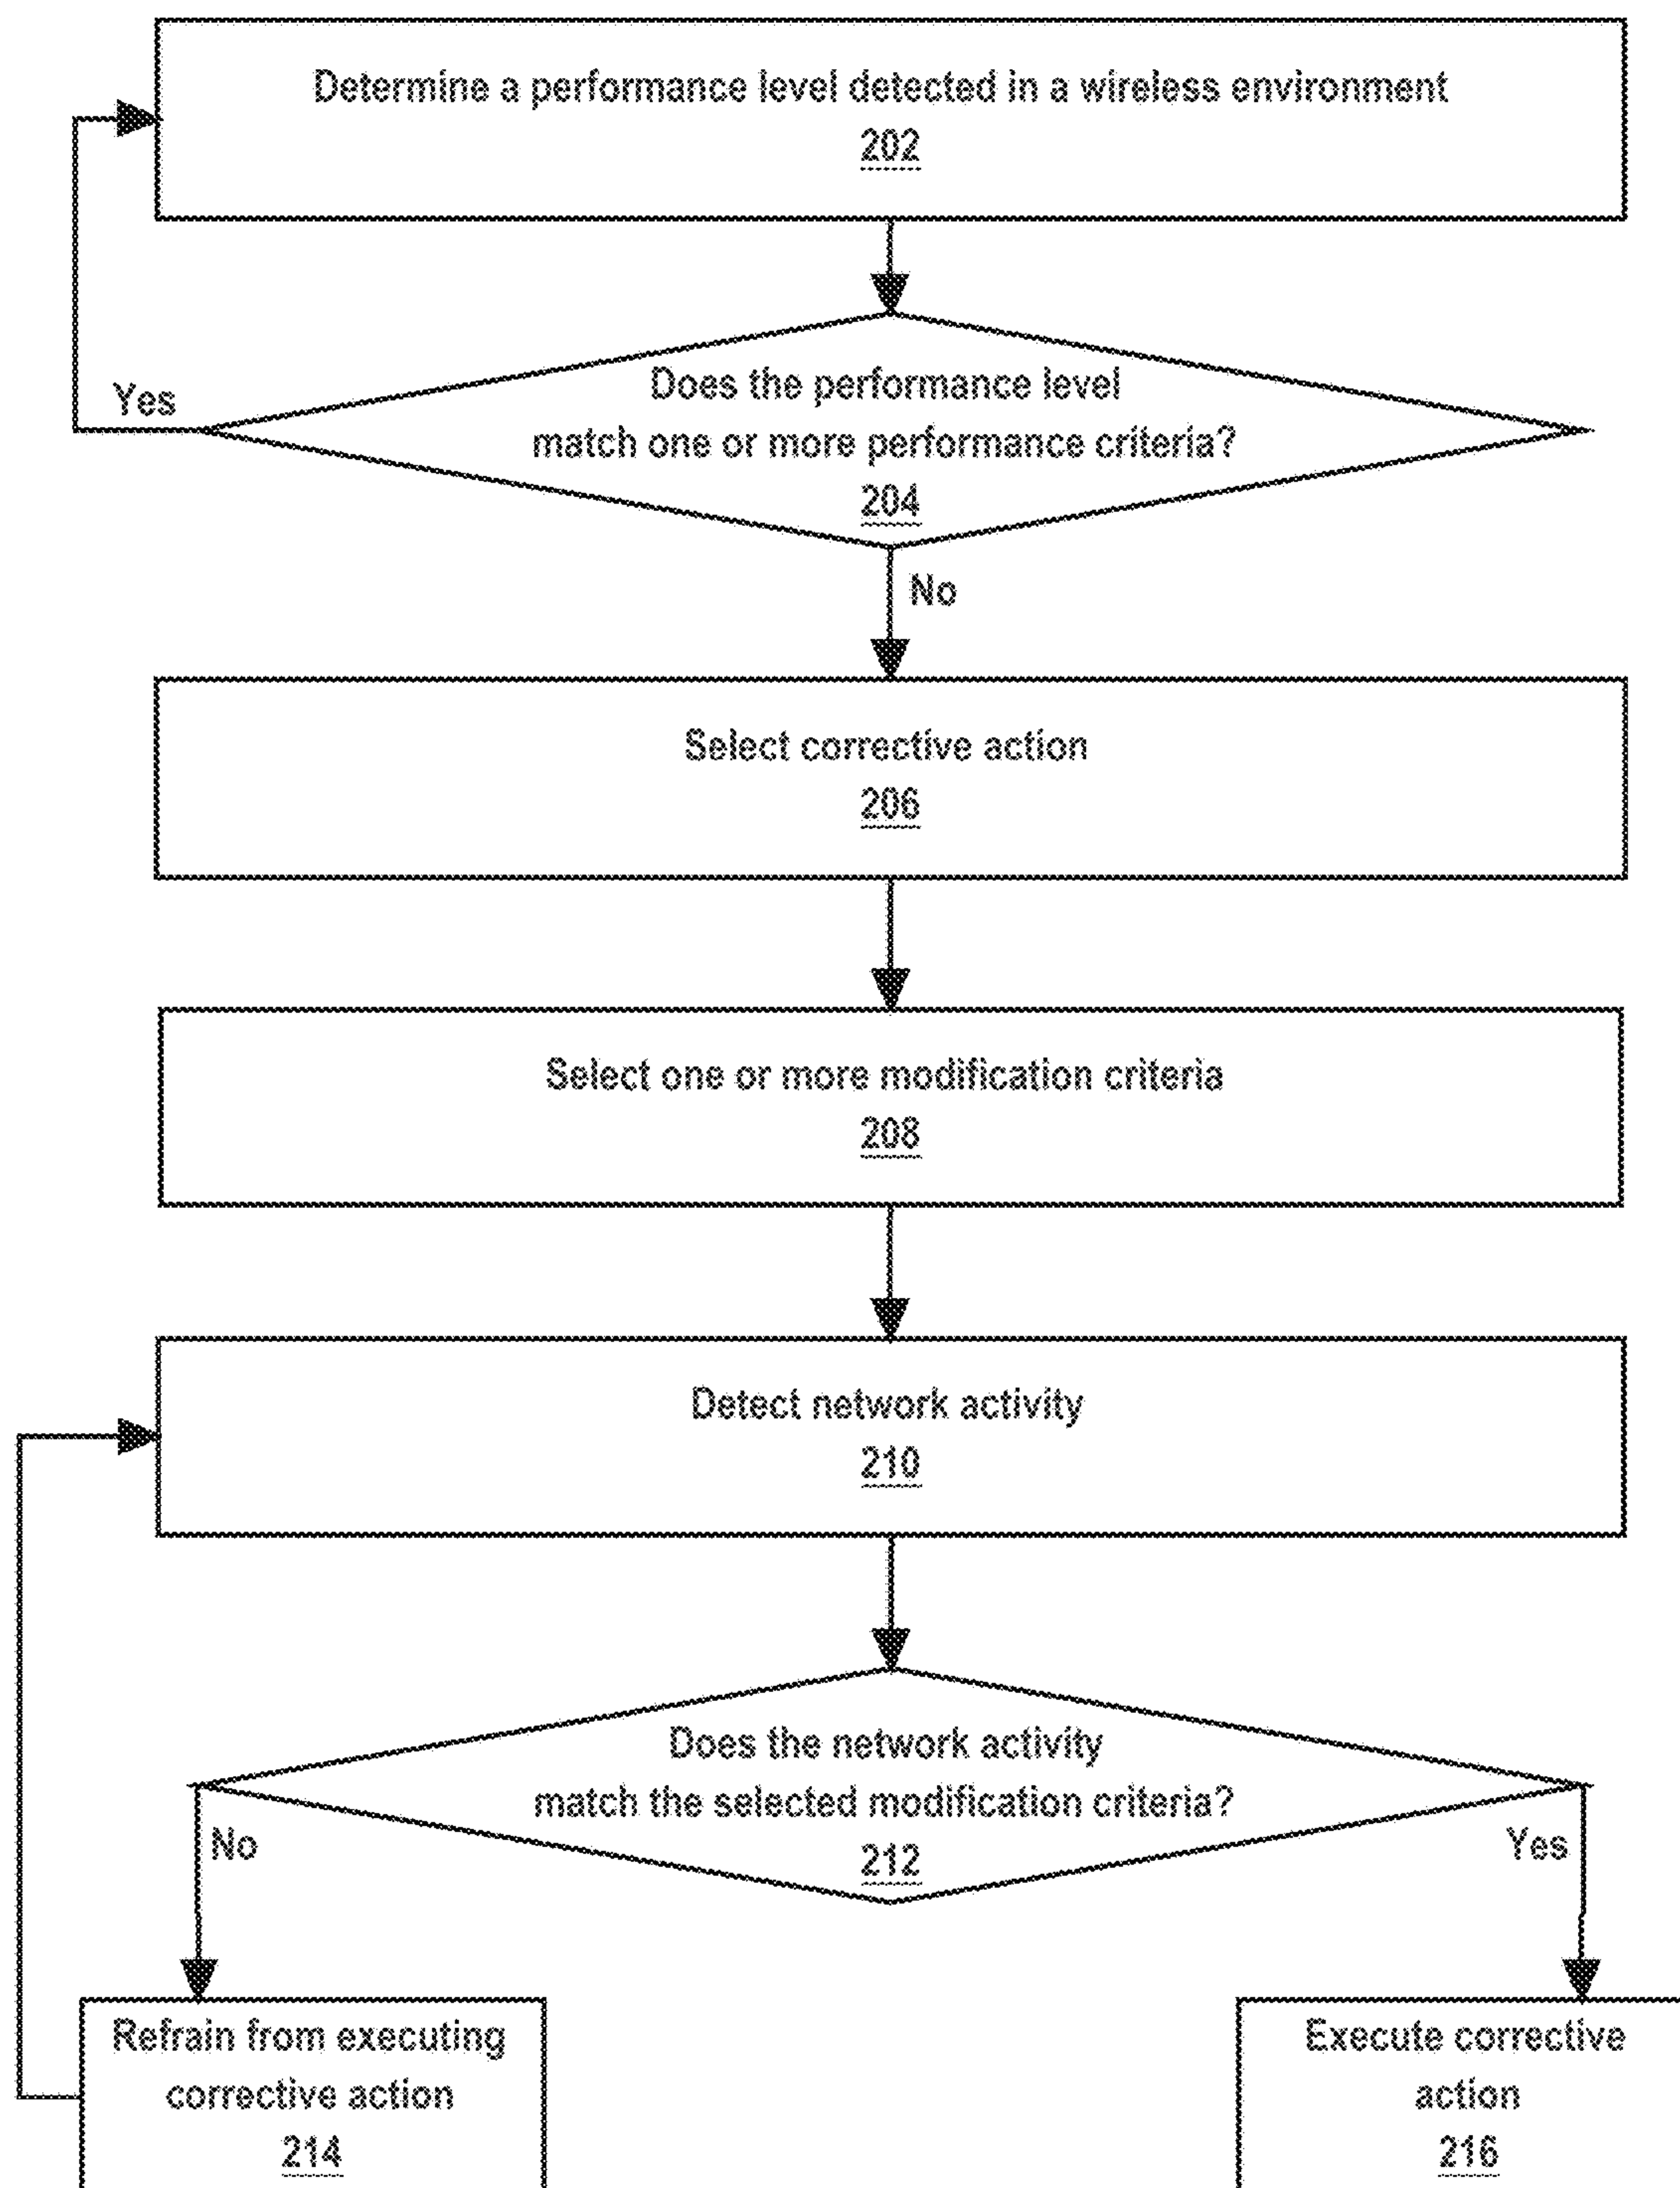 Determine a performance level detected in a wireless environment
202
Does the performance level
match one or more performance criteria?
204
Yes
No
Select corrective action
206
Select one or more modification criteria
208
Detect network activity
210
Does the network activity
match the selected modification criteria?
212
No
Yes
Refrain from executing
corrective action
214
Execute corrective
action
216